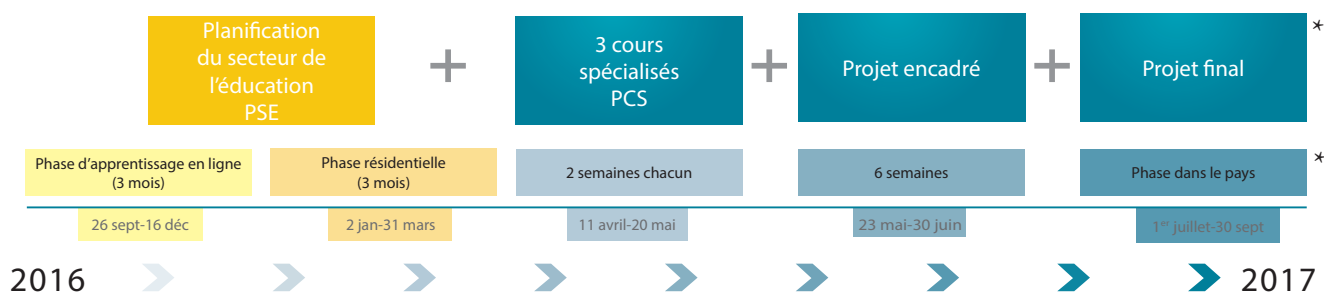 Planification
du secteur de
l'éducation
PSE
+
3 cours
spécialisés
PCS
+
Projet encadré
+
Projet final
*
Phase d'apprentissage en ligne
(3 mois)
Phase résidentielle
(3 mois)
2 semaines chacun
6 semaines
Phase dans le pays
*
26 sept-16 déc
2 jan-31 mars
11 avril-20 mai
23 mai-30 juin
1er juillet-30 sept
2016
2017